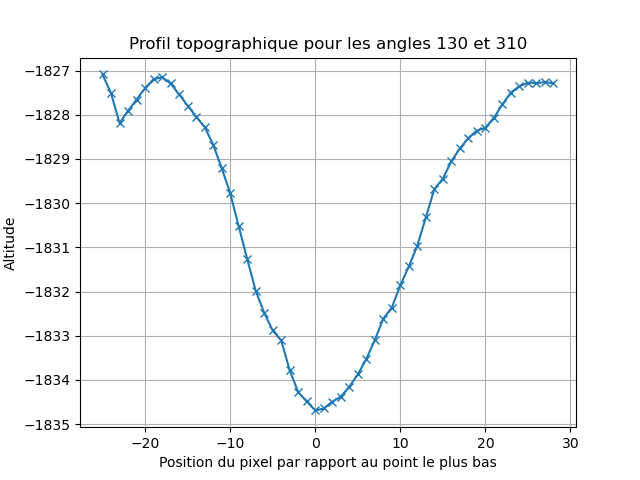 Profil topographique pour les angles 130 et 310
−1827
−1828
−1829
−1830
−1831
−1832
−1833
−1834
−1835
Altitude
−20 −10 0 10 20 30
Position du pixel par rapport au point le plus bas